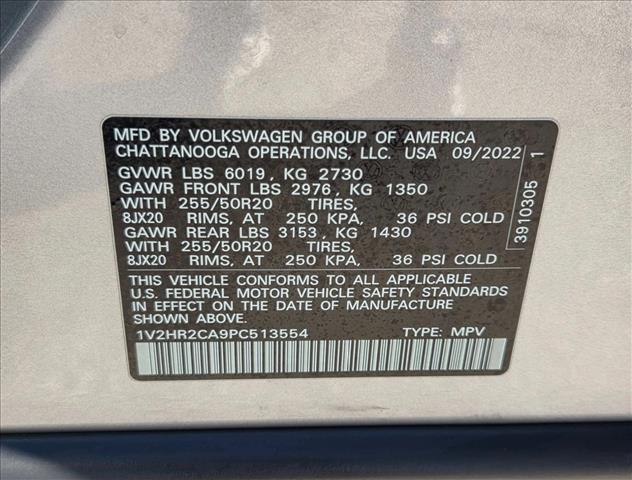 MFD BY VOLKSWAGEN GROUP OF AMERICA
CHATTANOOGA OPERATIONS, LLC. USA 09/2022
GVWR LBS 6019, KG 2730
GAWR FRONT LBS 2976, KG 1350
WITH 255/50R20 TIRES,
8JX20 RIMS, AT 250 KPA, 36 PSI COLD
GAWR REAR LBS 3153, KG 1430
WITH 255/50R20 TIRES,
8JX20 RIMS, AT 250 KPA, 36 PSI COLD
THIS VEHICLE CONFORMS TO ALL APPLICABLE
U.S. FEDERAL MOTOR VEHICLE SAFETY STANDARDS
IN EFFECT ON THE DATE OF MANUFACTURE
SHOWN ABOVE.
1V2HR2CA9PC513554 TYPE: MPV
3910305 1